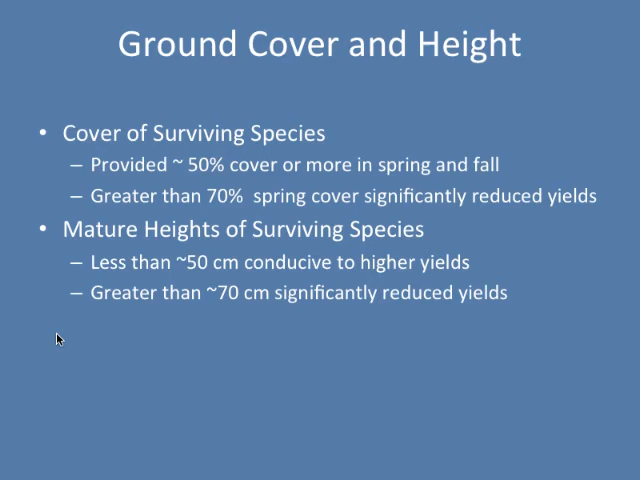 Ground Cover and Height
• Cover of Surviving Species
– Provided ~ 50% cover or more in spring and fall
– Greater than 70%  spring cover significantly reduced yields
• Mature Heights of Surviving Species
– Less than ~50 cm conducive to higher yields
– Greater than ~70 cm significantly reduced yields